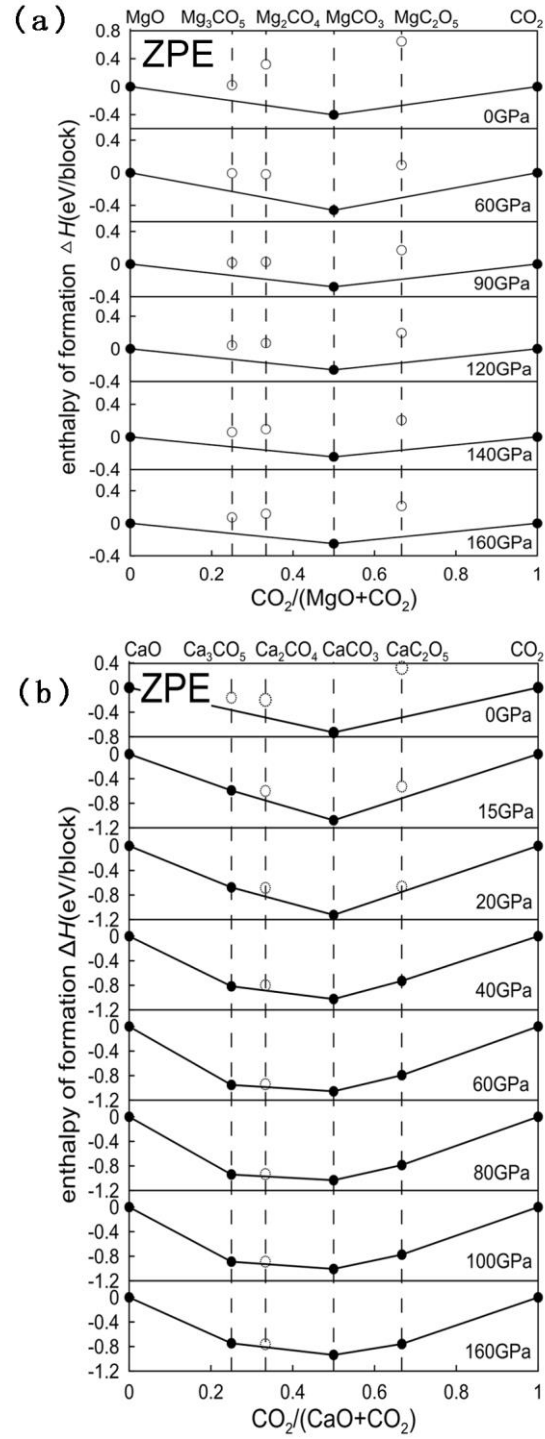 (a)
MgO Mg₃CO₅ Mg₂CO₄ MgCO₃ MgC₂O₅ CO₂
ZPE
0.8
0.4
0
-0.4
0GPa
0.4
0
-0.4
60GPa
0.4
0
-0.4
90GPa
0.4
0
-0.4
120GPa
0.4
0
-0.4
140GPa
0.4
0
-0.4
160GPa
enthalpy of formation △H(eV/block)
0 0.2 0.4 0.6 0.8 1
CO₂/(MgO+CO₂)
(b)
CaO Ca₃CO₅ Ca₂CO₄ CaCO₃ CaC₂O₅ CO₂
ZPE
0.4
0
-0.4
-0.8
0GPa
0
-0.4
-0.8
-1.2
15GPa
0
-0.4
-0.8
-1.2
20GPa
0
-0.4
-0.8
-1.2
40GPa
0
-0.4
-0.8
-1.2
60GPa
0
-0.4
-0.8
-1.2
80GPa
0
-0.4
-0.8
-1.2
100GPa
0
-0.4
-0.8
-1.2
160GPa
enthalpy of formation ΔH(eV/block)
0 0.2 0.4 0.6 0.8 1
CO₂/(CaO+CO₂)